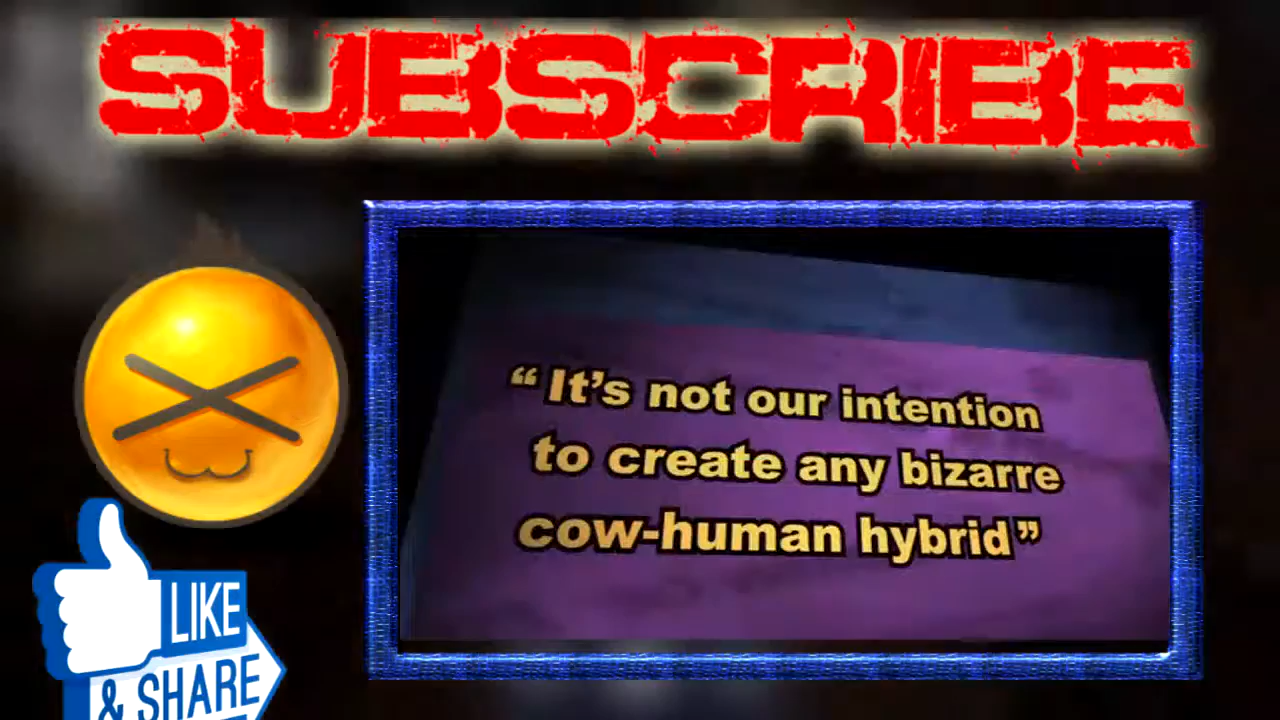 SUBSCRIBE
“It’s not our intention
to create any bizarre
cow-human hybrid”
LIKE
& SHARE